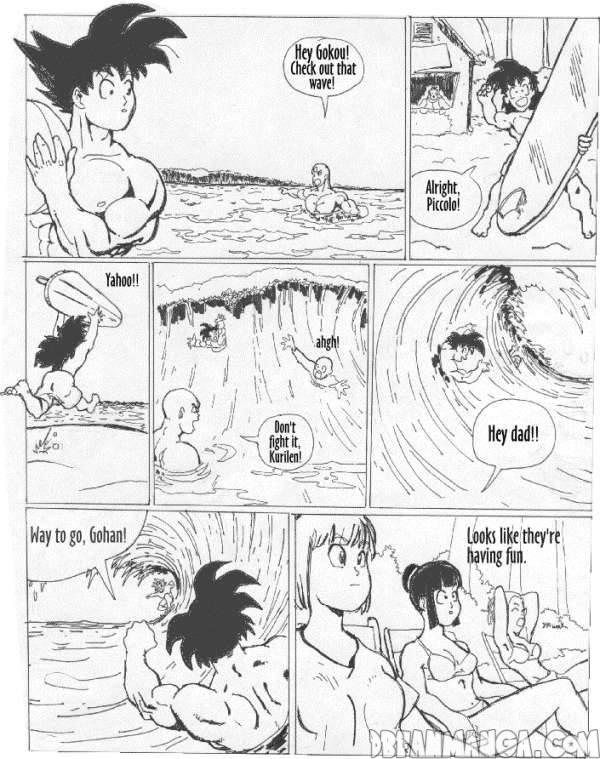 Hey Gokou!
Check out that
wave!
Alright,
Piccolo!
Yahoo!!
ahgh!
Don't
fight it,
Kurilen!
Hey dad!!
Way to go, Gohan!
Looks like they're
having fun.
DBFANMANGA.COM